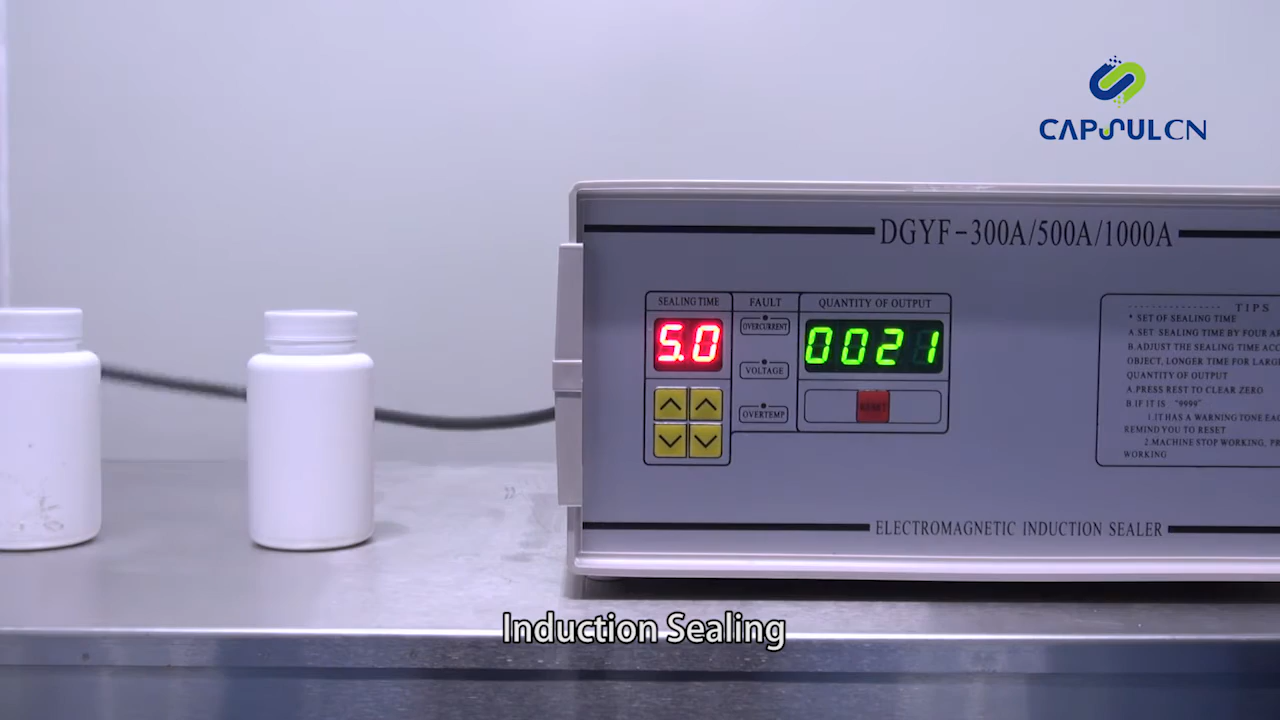 CAPSULCN
DGYF-300A/500A/1000A
SEALING TIME
FAULT
QUANTITY OF OUTPUT
5.0
OVERCURRENT
0021
VOLTAGE
OVERTEMP
RESET
TIPS
* SET OF SEALING TIME
A SET SEALING TIME BY FOUR
B.ADJUST THE SEALING TIME
OBJECT, LONGER TIME FOR
QUANTITY OF OUTPUT
A.PRESS REST TO CLEAR ZERO
B.IF IT IS "9999"
1.IT HAS A WARNING TONE
REMIND YOU TO RESET
2.MACHINE STOP WORKING,
WORKING
ELECTROMAGNETIC INDUCTION SEALER
Induction Sealing